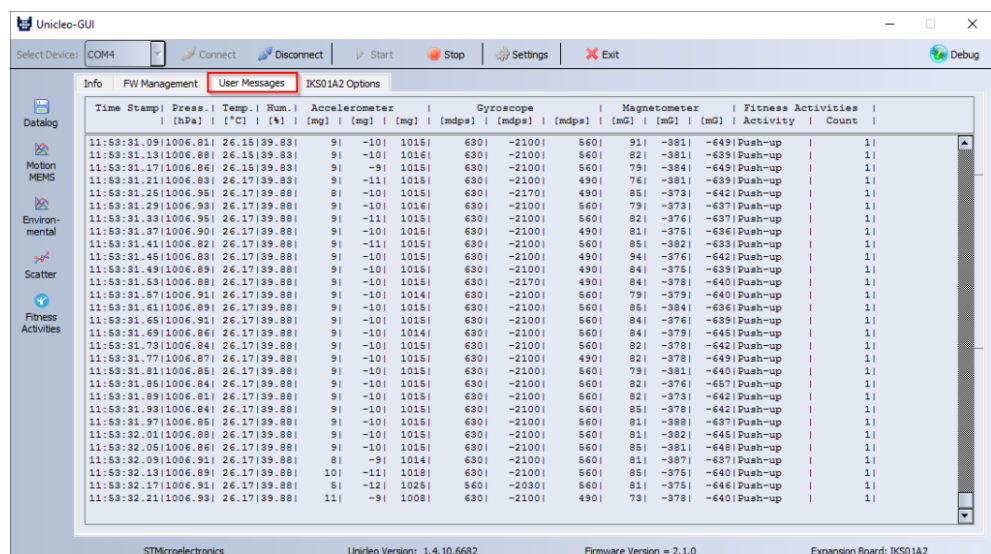 Unicleo-GUI
Select Device: COM4 Connect Disconnect Start Stop Settings Exit Debug
Info FW Management User Messages IKS01A2 Options
Datalog
Motion
MEMS
Environ-
mental
Scatter
Fitness
Activities
Time Stamp| Press.| Temp.| Hum.| Accelerometer | Gyroscope | Magnetometer | Fitness Activities |
| [hPa] | [°C] | [%] | [mg] | [mg] | [mg] | [mdps] | [mdps] | [mdps] | [mG] | [mG] | [mG] | Activity | Count |
11:53:31.09|1006.81| 26.15|39.83| 9| -10| 1015| 630| -2100| 560| 91| -381| -649|Push-up | 1|
11:53:31.13|1006.88| 26.15|39.83| 9| -10| 1016| 630| -2100| 560| 82| -381| -649|Push-up | 1|
11:53:31.17|1006.86| 26.15|39.83| 9| -9| 1015| 630| -2100| 560| 79| -384| -649|Push-up | 1|
11:53:31.21|1006.83| 26.17|39.83| 9| -11| 1015| 630| -2100| 490| 76| -381| -639|Push-up | 1|
11:53:31.25|1006.95| 26.17|39.88| 8| -10| 1015| 630| -2170| 490| 85| -373| -642|Push-up | 1|
11:53:31.29|1006.93| 26.17|39.88| 9| -10| 1016| 630| -2100| 560| 79| -373| -637|Push-up | 1|
11:53:31.33|1006.95| 26.17|39.88| 9| -11| 1015| 630| -2100| 560| 82| -376| -637|Push-up | 1|
11:53:31.37|1006.90| 26.17|39.88| 9| -10| 1015| 630| -2100| 490| 81| -375| -636|Push-up | 1|
11:53:31.41|1006.82| 26.17|39.88| 9| -11| 1015| 630| -2100| 560| 85| -382| -633|Push-up | 1|
11:53:31.45|1006.83| 26.17|39.88| 9| -10| 1015| 630| -2100| 490| 94| -376| -642|Push-up | 1|
11:53:31.49|1006.89| 26.17|39.88| 9| -10| 1015| 630| -2100| 490| 84| -375| -639|Push-up | 1|
11:53:31.53|1006.88| 26.17|39.88| 9| -10| 1015| 630| -2170| 490| 84| -378| -640|Push-up | 1|
11:53:31.57|1006.91| 26.17|39.88| 9| -10| 1014| 630| -2100| 560| 79| -379| -640|Push-up | 1|
11:53:31.61|1006.89| 26.17|39.88| 9| -10| 1015| 630| -2100| 560| 85| -384| -636|Push-up | 1|
11:53:31.65|1006.91| 26.17|39.88| 9| -10| 1015| 630| -2100| 560| 84| -376| -639|Push-up | 1|
11:53:31.69|1006.86| 26.17|39.88| 9| -10| 1014| 630| -2100| 560| 84| -379| -645|Push-up | 1|
11:53:31.73|1006.84| 26.17|39.88| 9| -10| 1015| 630| -2100| 560| 82| -378| -642|Push-up | 1|
11:53:31.77|1006.87| 26.17|39.88| 9| -10| 1015| 630| -2100| 490| 82| -378| -649|Push-up | 1|
11:53:31.81|1006.85| 26.17|39.88| 9| -10| 1015| 630| -2100| 560| 79| -381| -640|Push-up | 1|
11:53:31.85|1006.84| 26.17|39.88| 9| -10| 1015| 630| -2100| 560| 82| -376| -657|Push-up | 1|
11:53:31.89|1006.81| 26.17|39.88| 9| -10| 1015| 630| -2100| 560| 82| -373| -642|Push-up | 1|
11:53:31.93|1006.84| 26.17|39.88| 9| -10| 1015| 630| -2100| 560| 85| -378| -642|Push-up | 1|
11:53:31.97|1006.85| 26.17|39.88| 9| -10| 1015| 630| -2100| 560| 81| -388| -637|Push-up | 1|
11:53:32.01|1006.88| 26.17|39.88| 9| -10| 1015| 630| -2100| 560| 81| -382| -645|Push-up | 1|
11:53:32.05|1006.86| 26.17|39.88| 9| -10| 1015| 630| -2100| 560| 85| -381| -648|Push-up | 1|
11:53:32.09|1006.91| 26.17|39.88| 8| -9| 1014| 630| -2100| 560| 81| -387| -637|Push-up | 1|
11:53:32.13|1006.89| 26.17|39.88| 10| -11| 1018| 630| -2100| 560| 85| -375| -640|Push-up | 1|
11:53:32.17|1006.91| 26.17|39.88| 5| -12| 1025| 560| -2030| 560| 81| -375| -646|Push-up | 1|
11:53:32.21|1006.93| 26.17|39.88| 11| -9| 1008| 630| -2100| 490| 73| -378| -640|Push-up | 1|
STMicroelectronics Unicleo Version: 1.4.10.6682 Firmware Version = 2.1.0 Expansion Board: IKS01A2